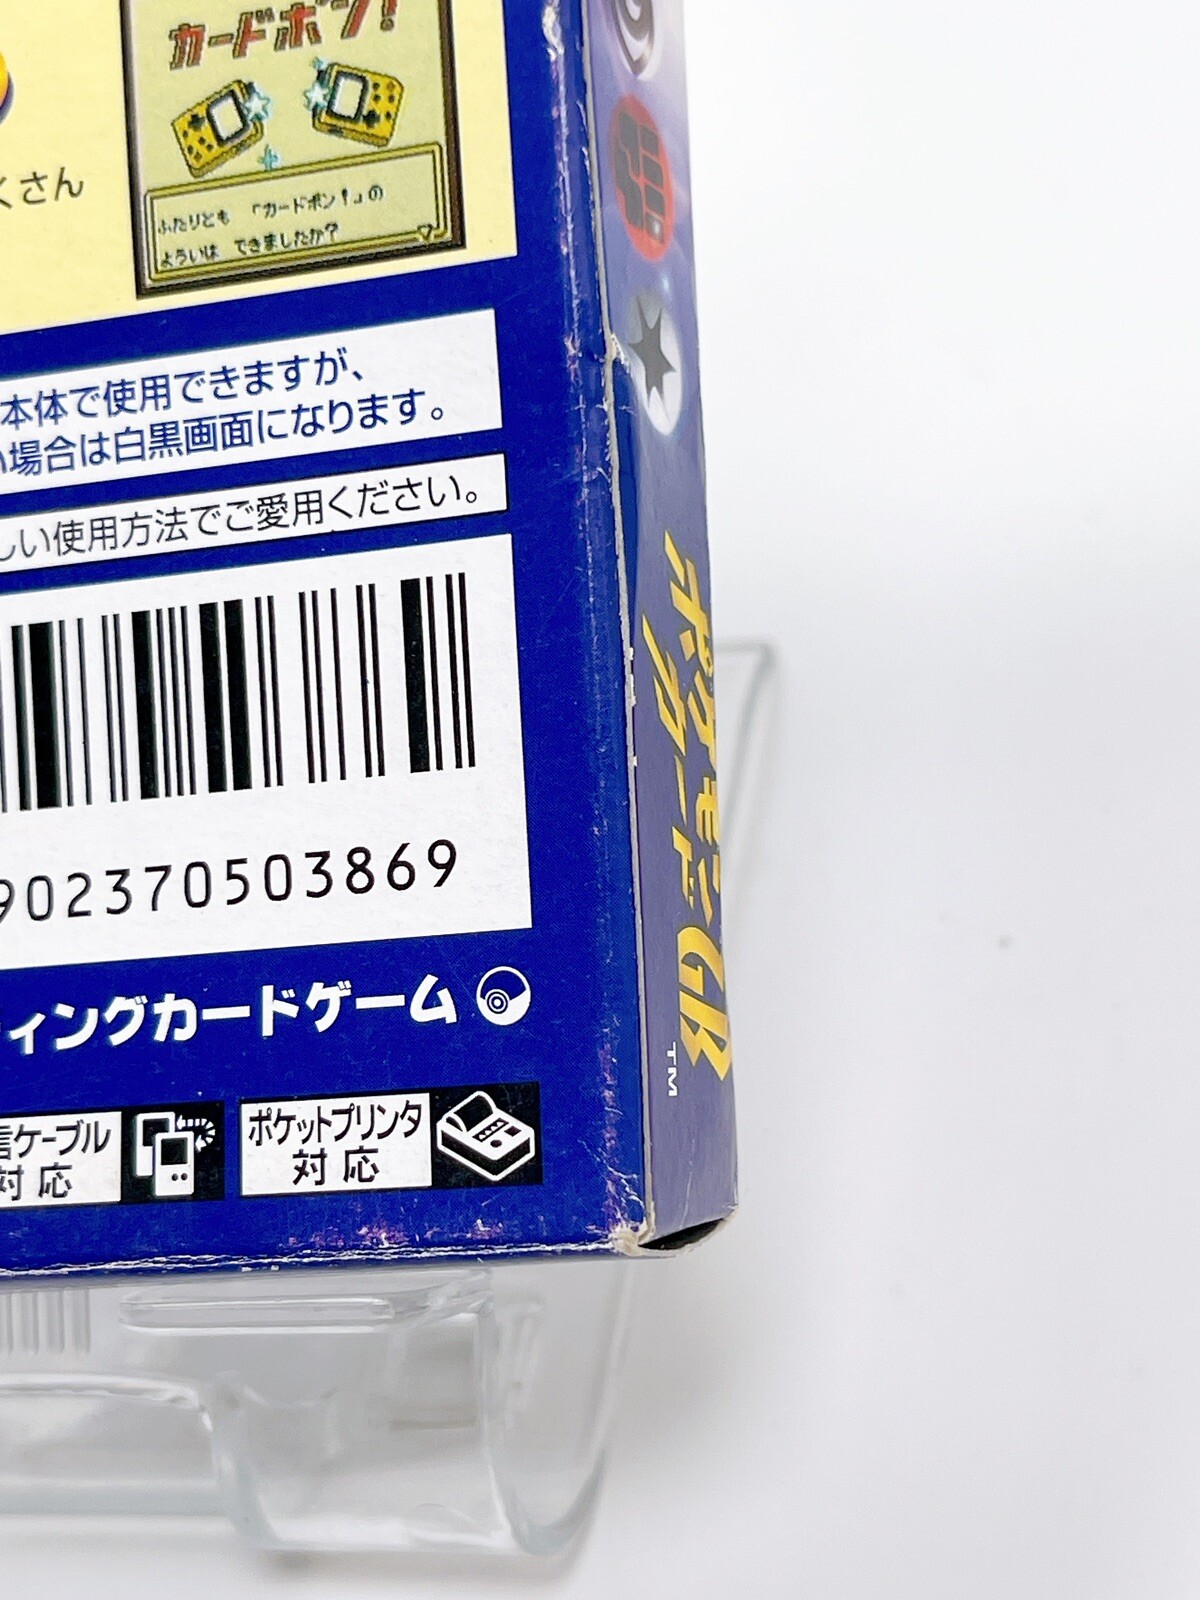 カードポン!
くさん
ふたりとも 「カードポン!」の
よういは できましたか?
本体で使用できますが、
い場合は白黒画面になります。
しい使用方法でご愛用ください。
902370503869
ィングカードゲーム
信ケーブル
対応
ポケットプリンタ
対応
ポケモン
カードGB
TM